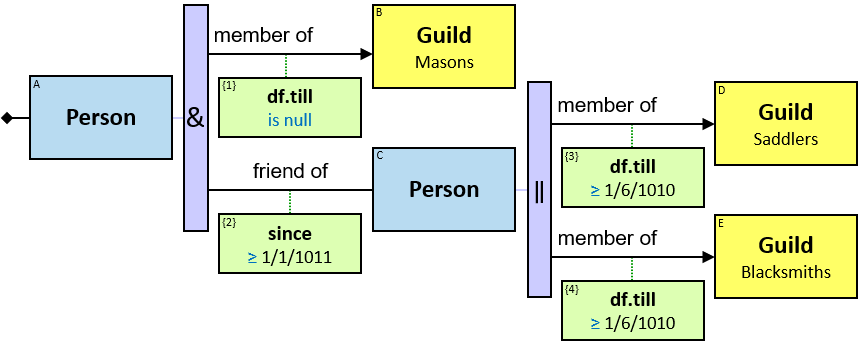 A
Person
&
member of
{1}
df.till
is null
B
Guild
Masons
friend of
{2}
since
≥ 1/1/1011
C
Person
||
member of
{3}
df.till
≥ 1/6/1010
D
Guild
Saddlers
member of
{4}
df.till
≥ 1/6/1010
E
Guild
Blacksmiths